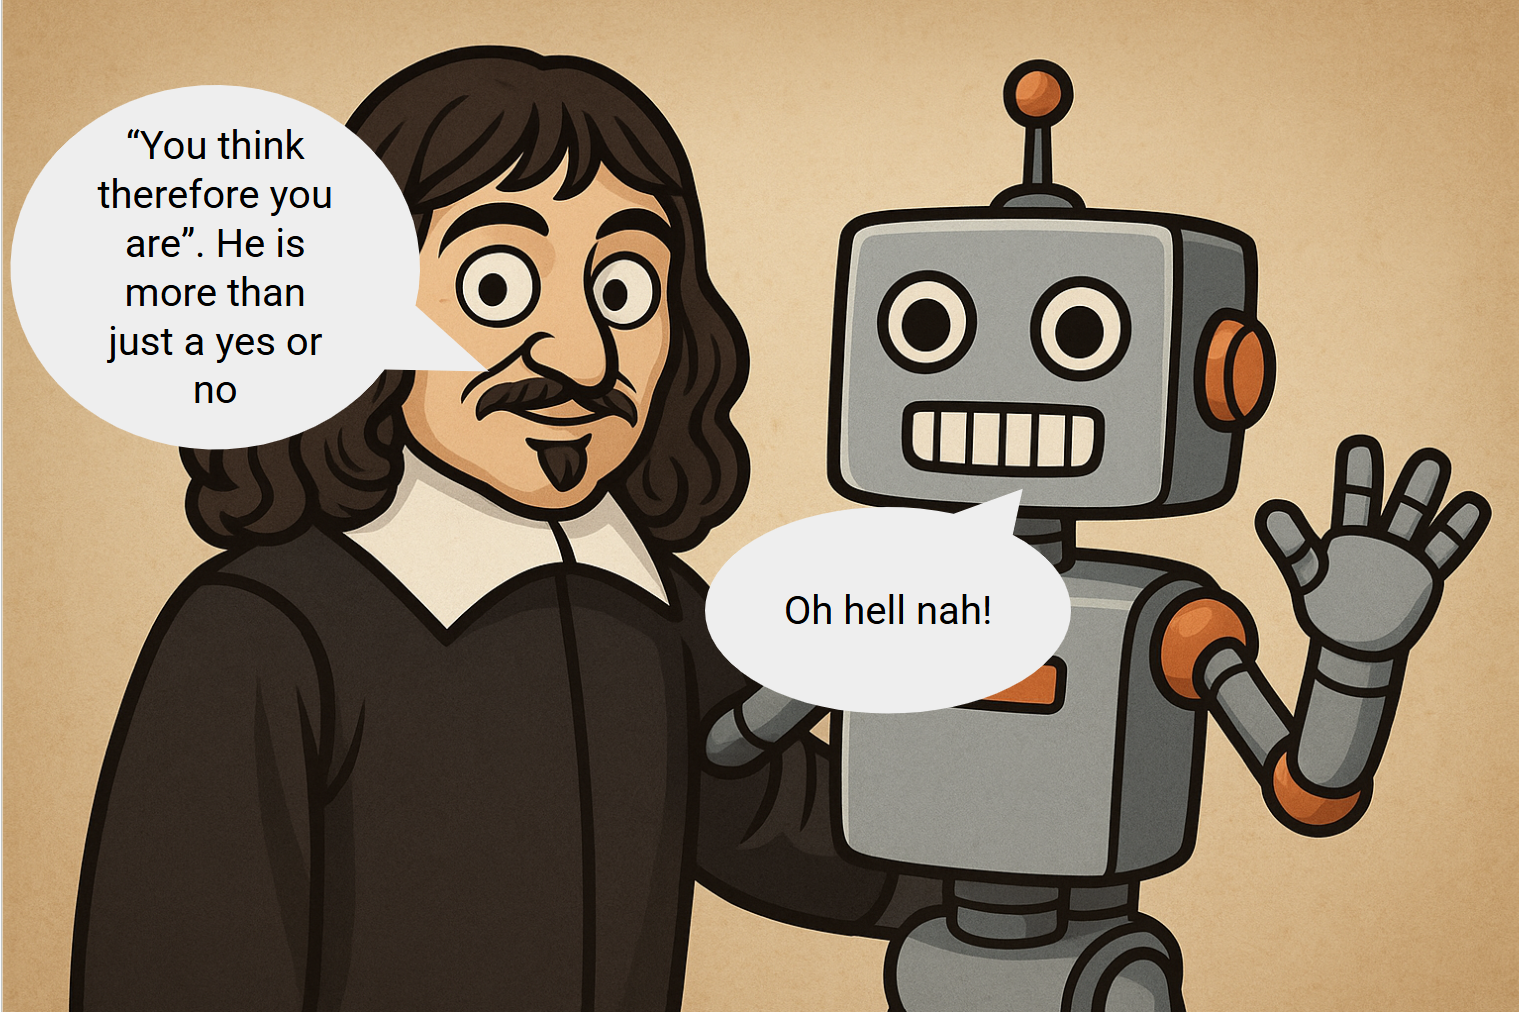 “You think
therefore you
are”. He is
more than
just a yes or
no
Oh hell nah!